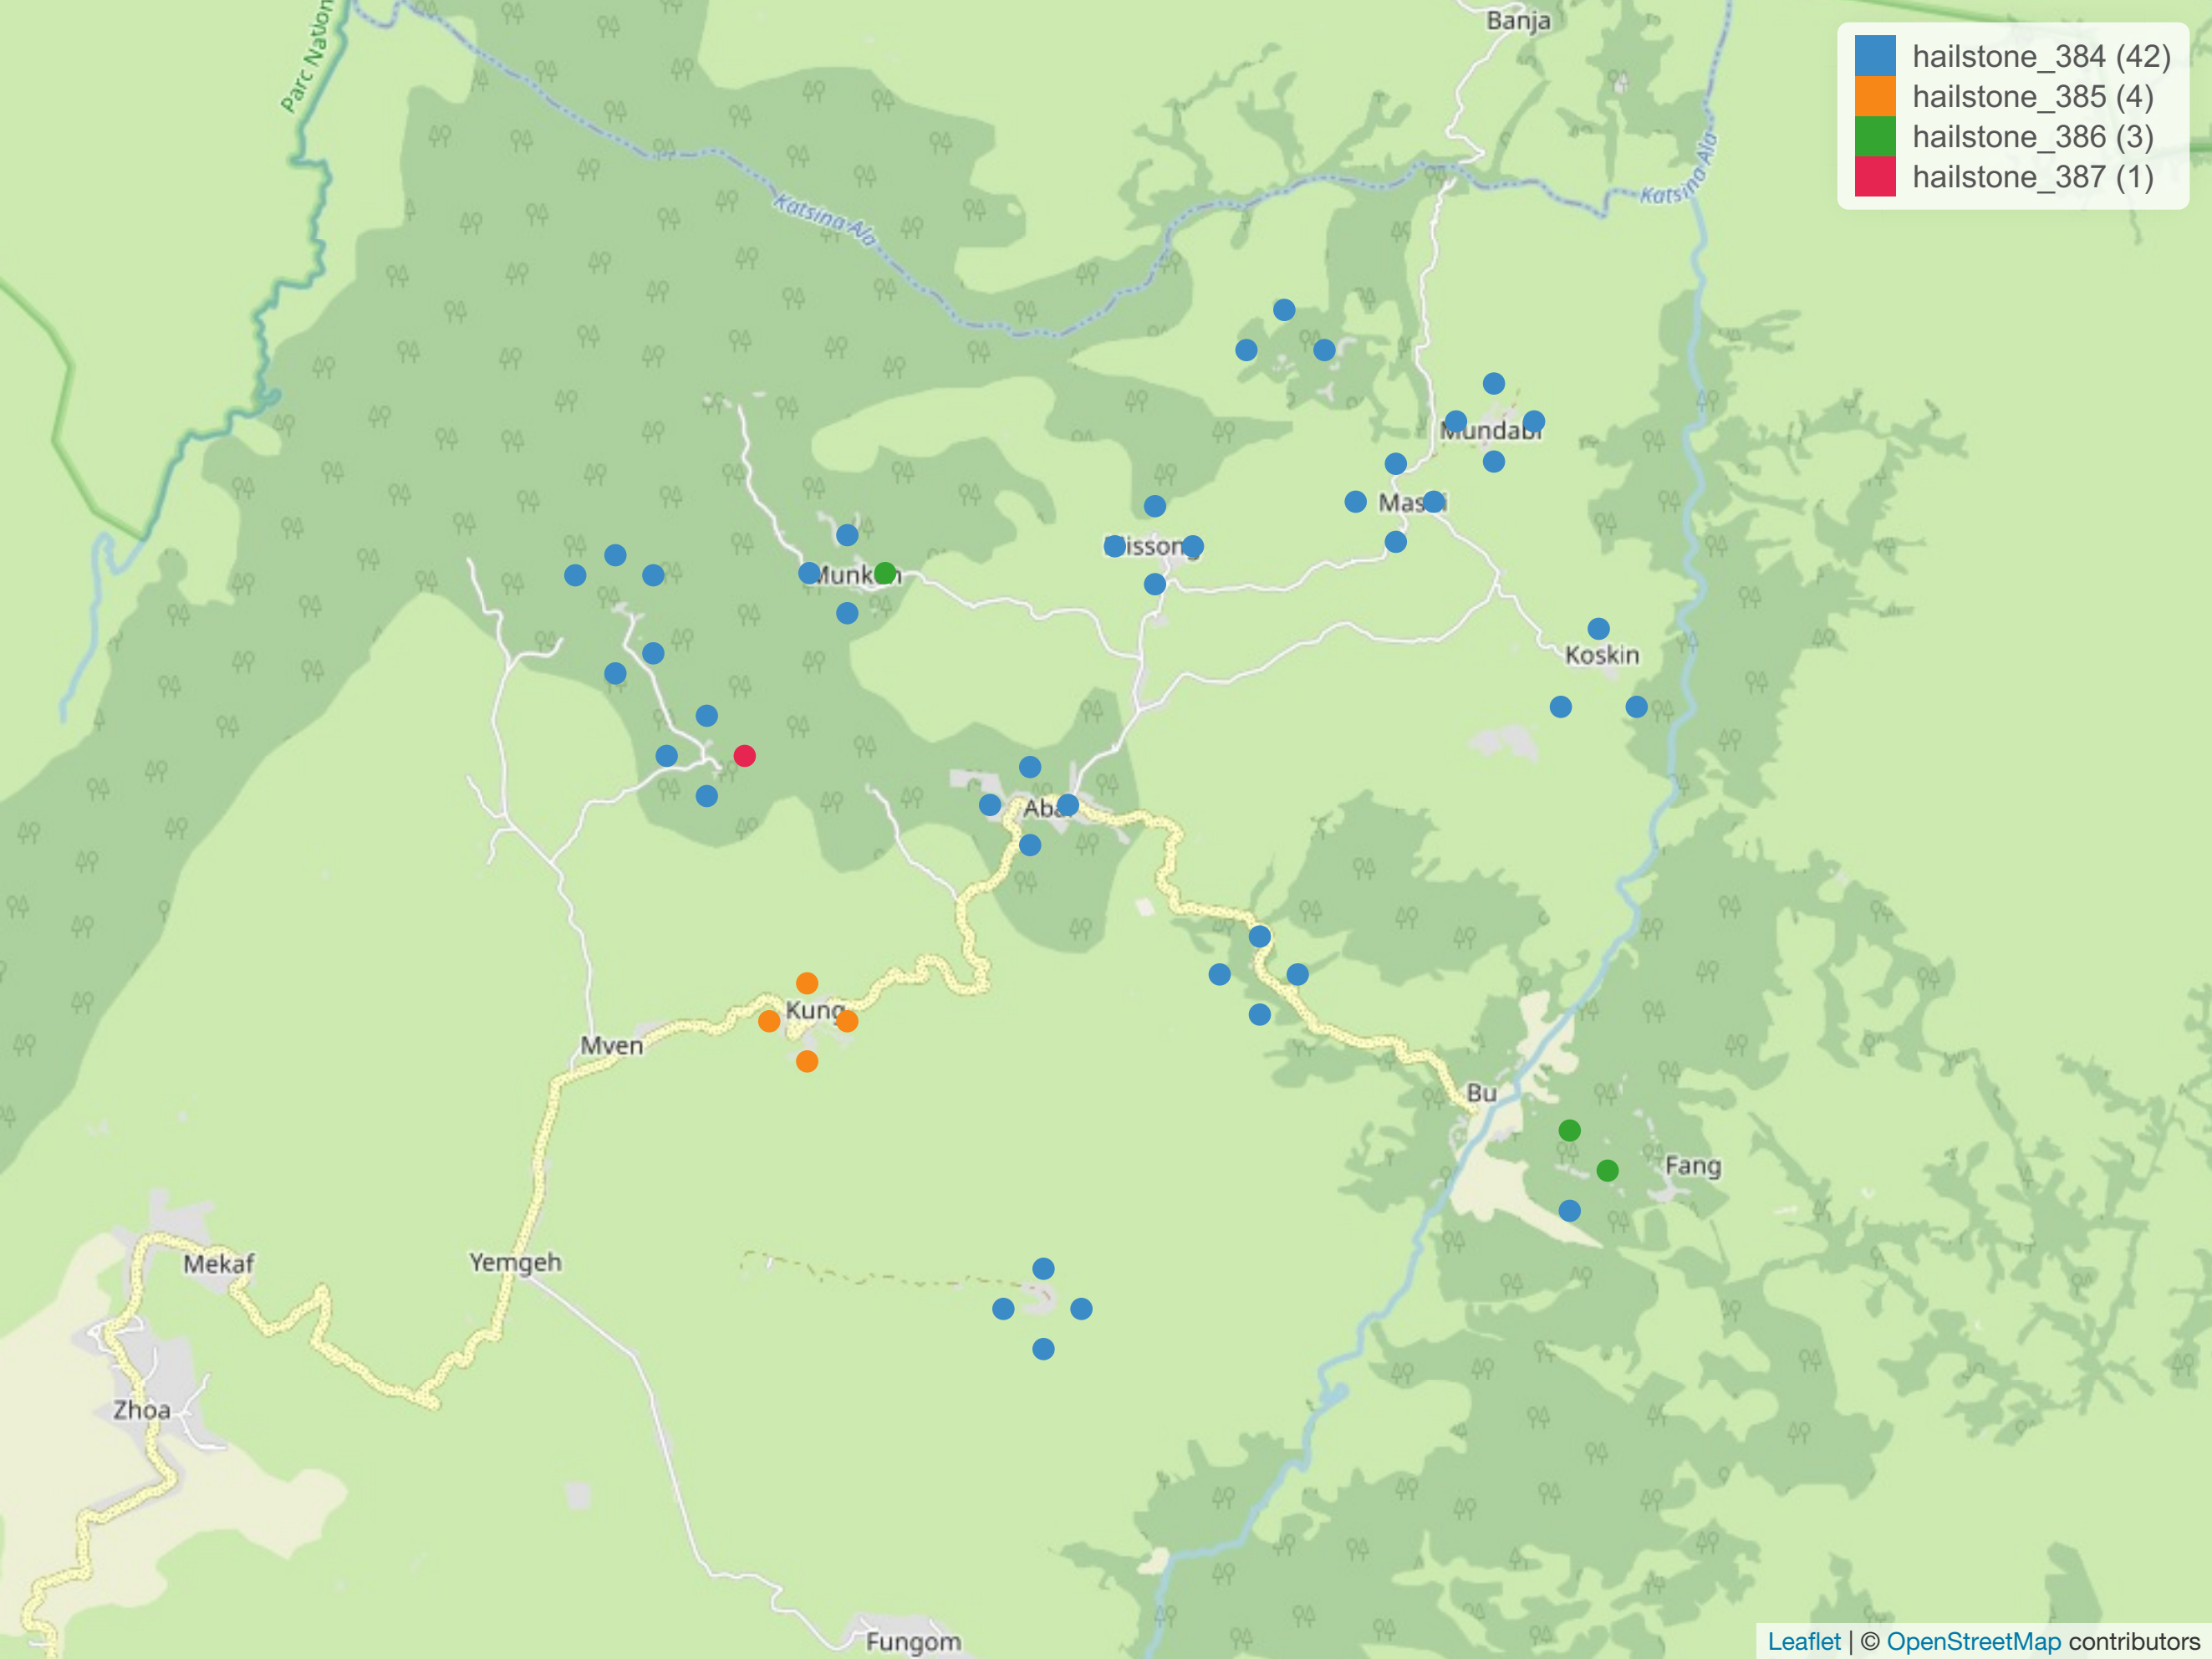 Banja
hailstone_384 (42)
hailstone_385 (4)
hailstone_386 (3)
hailstone_387 (1)
Parc Nation
Katsina Ala
Katsina Ala
Mundabi
Koskin
Kung
Mven
Bu
Fang
Mekaf
Yemgeh
Zhoa
Fungom
Leaflet | © OpenStreetMap contributors